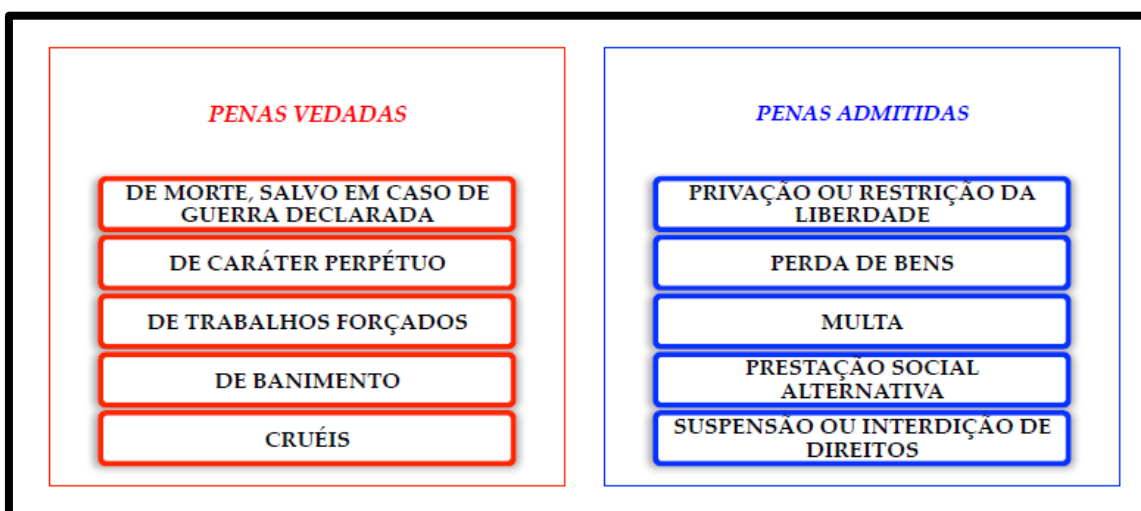 PENAS VEDADAS
DE MORTE, SALVO EM CASO DE
GUERRA DECLARADA
DE CARÁTER PERPÉTUO
DE TRABALHOS FORÇADOS
DE BANIMENTO
CRUÉIS
PENAS ADMITIDAS
PRIVAÇÃO OU RESTRIÇÃO DA
LIBERDADE
PERDA DE BENS
MULTA
PRESTAÇÃO SOCIAL
ALTERNATIVA
SUSPENSÃO OU INTERDIÇÃO DE
DIREITOS